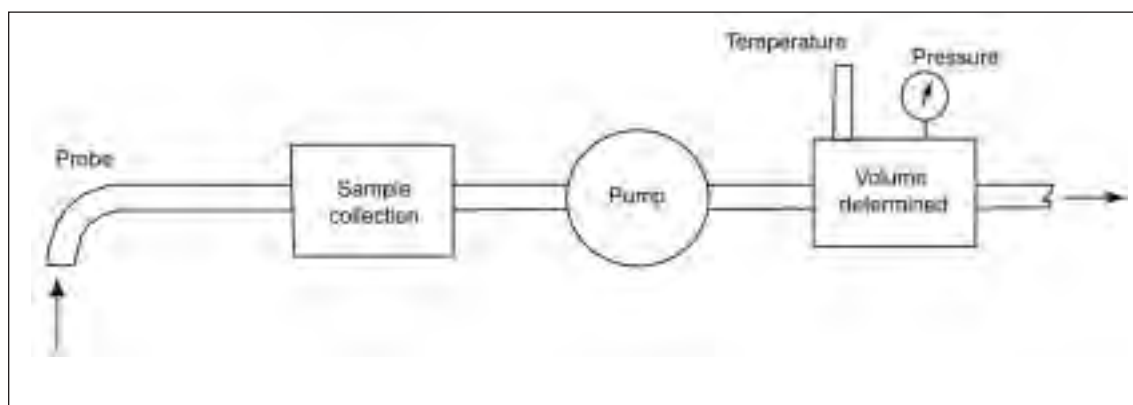 Temperature
Pressure
Probe
Sample
collection
Pump
Volume
determined